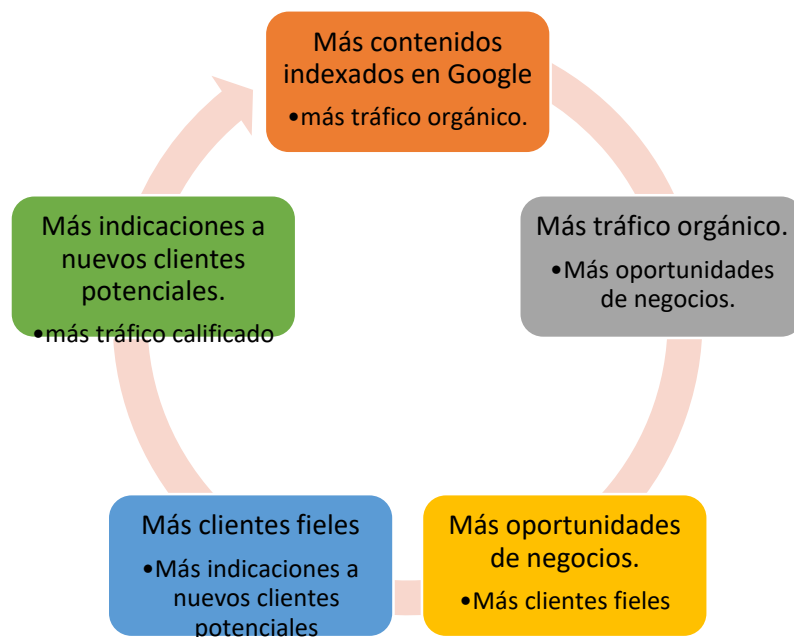 Más contenidos
indexados en Google
•más tráfico orgánico.
Más tráfico orgánico.
•Más oportunidades
de negocios.
Más oportunidades
de negocios.
•Más clientes fieles
Más clientes fieles
•Más indicaciones a
nuevos clientes
potenciales
Más indicaciones a
nuevos clientes
potenciales.
•más tráfico calificado